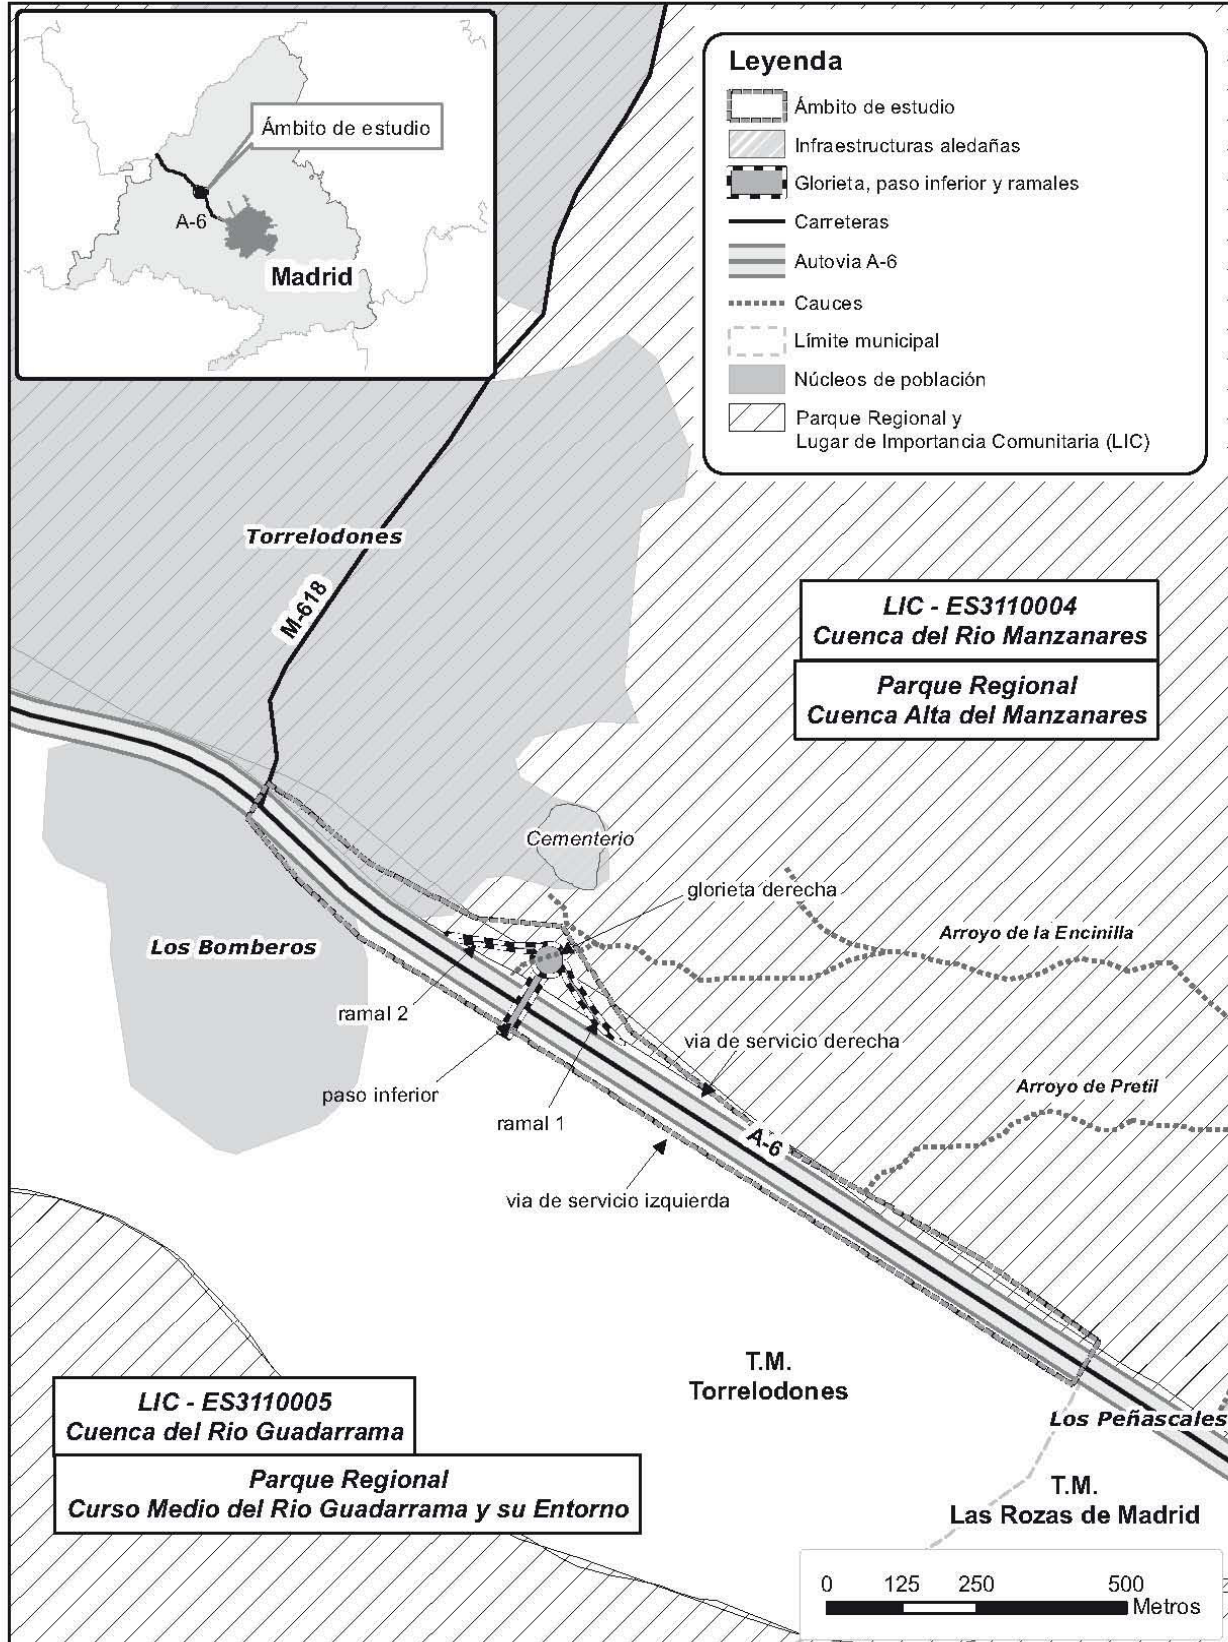 Ámbito de estudio
A-6
Madrid
Leyenda
Ámbito de estudio
Infraestructuras aledañas
Glorieta, paso inferior y ramales
Carreteras
Autovia A-6
Cauces
Límite municipal
Núcleos de población
Parque Regional y
Lugar de Importancia Comunitaria (LIC)
Torrelodones
M-618
LIC - ES3110004
Cuenca del Rio Manzanares
Parque Regional
Cuenca Alta del Manzanares
Cementerio
glorieta derecha
Los Bomberos
Arroyo de la Encinilla
ramal 2
via de servicio derecha
paso inferior
ramal 1
Arroyo de Pretil
A-6
via de servicio izquierda
T.M.
Torrelodones
LIC - ES3110005
Cuenca del Rio Guadarrama
Parque Regional
Curso Medio del Rio Guadarrama y su Entorno
Los Peñascales
T.M.
Las Rozas de Madrid
0 125 250 500
Metros